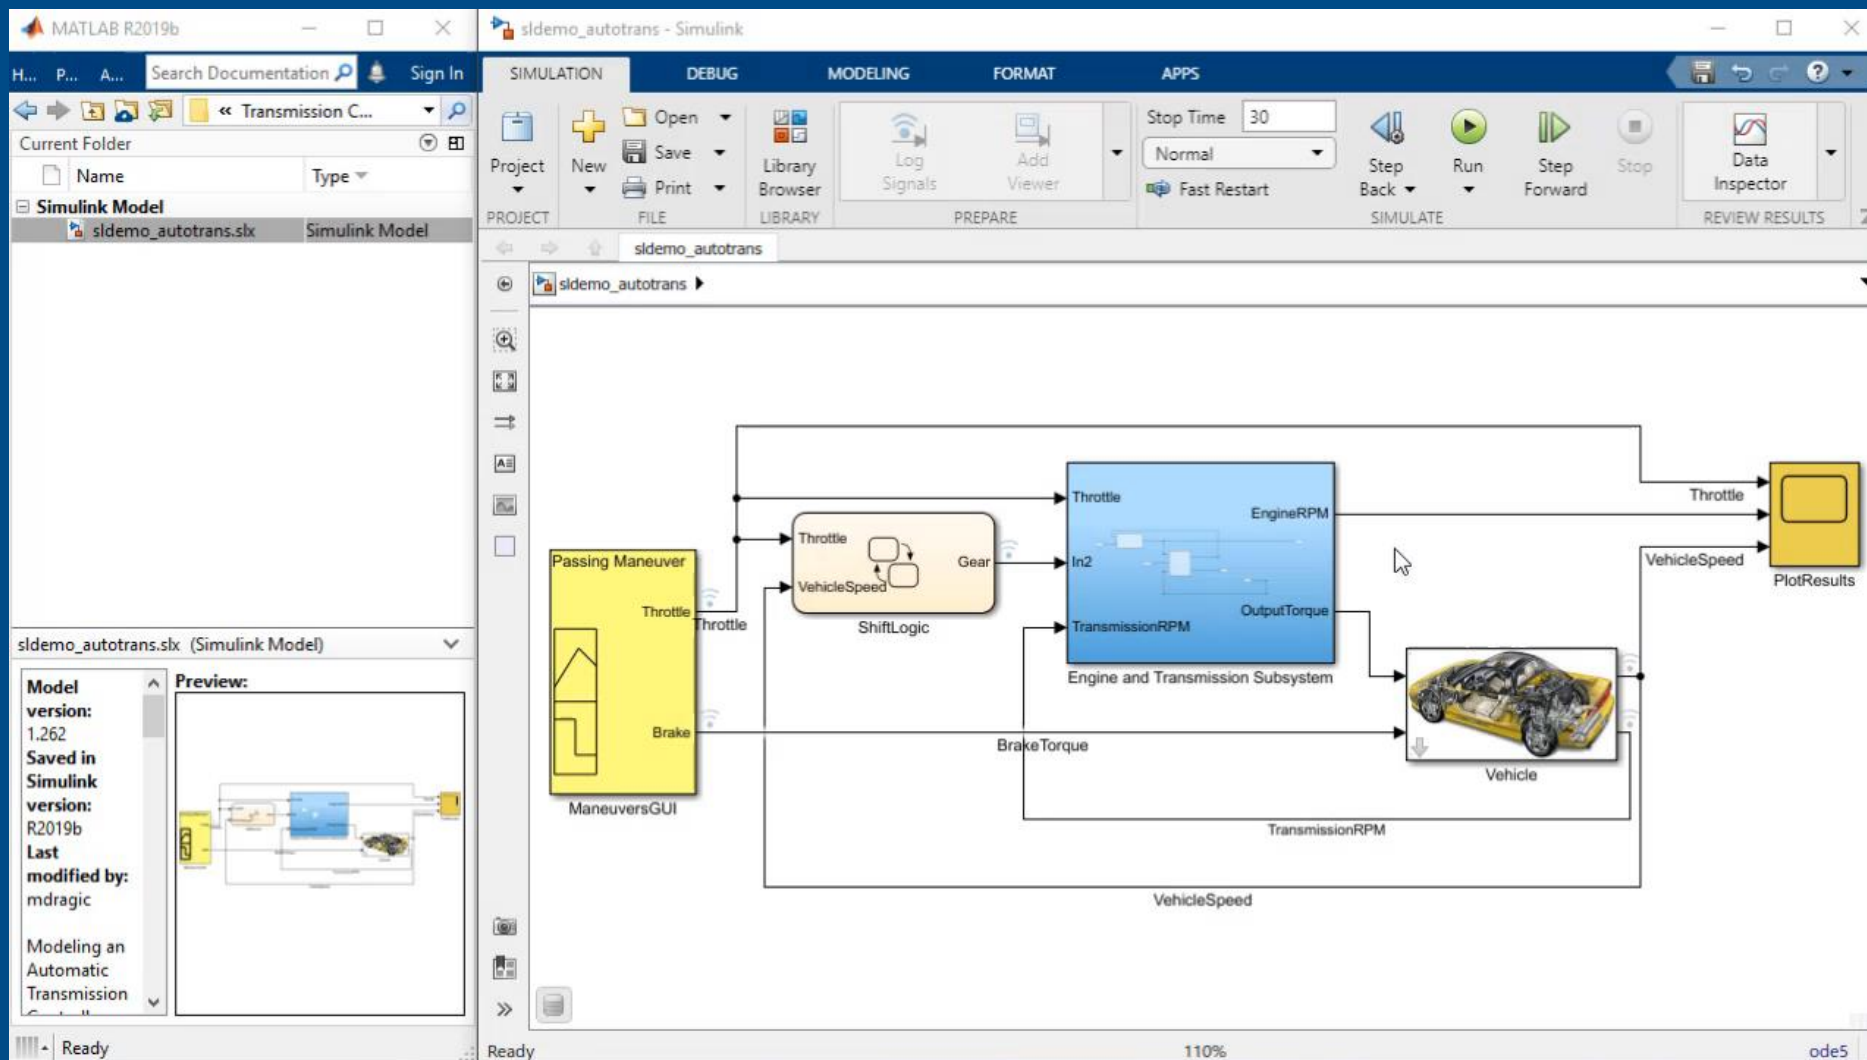 MATLAB R2019b
H... P... A... Search Documentation Sign In
« Transmission C...
Current Folder
Name Type
Simulink Model
sldemo_autotrans.slx Simulink Model
sldemo_autotrans.slx (Simulink Model)
Model
version:
1.262
Saved in
Simulink
version:
R2019b
Last
modified by:
mdragic
Modeling an
Automatic
Transmission
Preview:
Ready
sldemo_autotrans - Simulink
SIMULATION DEBUG MODELING FORMAT APPS
Project
New
Open
Save
Print
Library
Browser
Log
Signals
Add
Viewer
Stop Time 30
Normal
Fast Restart
Step
Back
Run
Step
Forward
Stop
Data
Inspector
PROJECT FILE LIBRARY PREPARE SIMULATE REVIEW RESULTS
sldemo_autotrans
sldemo_autotrans
Passing Maneuver
Throttle
Throttle
Brake
ManeuversGUI
Throttle
VehicleSpeed
Gear
ShiftLogic
Throttle
In2
TransmissionRPM
EngineRPM
OutputTorque
Engine and Transmission Subsystem
Throttle
VehicleSpeed
PlotResults
BrakeTorque
Vehicle
TransmissionRPM
VehicleSpeed
Ready 110% ode5